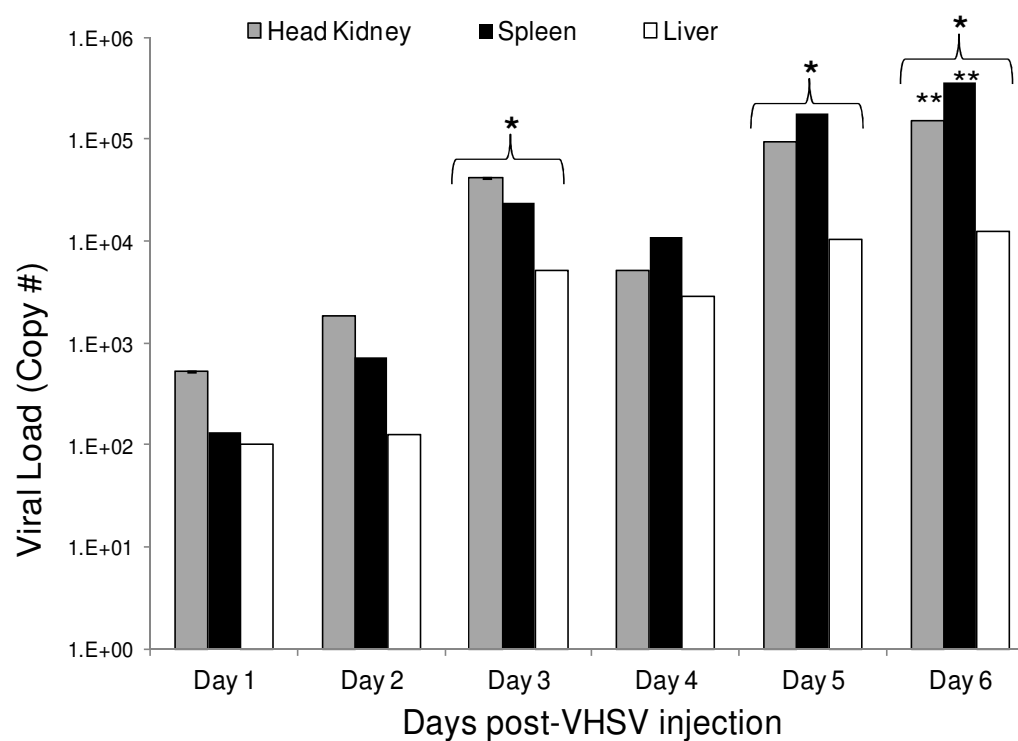 Head Kidney Spleen Liver
1.E+06
1.E+05
1.E+04
1.E+03
1.E+02
1.E+01
1.E+00
Viral Load (Copy #)
*
*
*
** **
Day 1 Day 2 Day 3 Day 4 Day 5 Day 6
Days post-VHSV injection